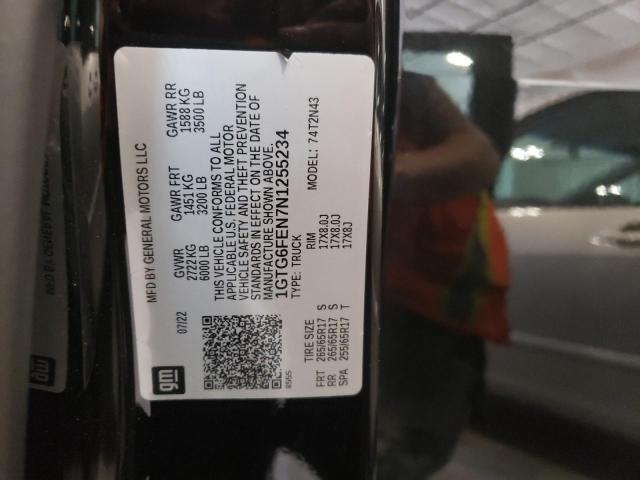 MFD BY GENERAL MOTORS LLC
07/22
GVWR GAWR FRT GAWR RR
2722 KG 1451 KG 1588 KG
6000 LB 3200 LB 3500 LB
THIS VEHICLE CONFORMS TO ALL
APPLICABLE U.S. FEDERAL MOTOR
VEHICLE SAFETY AND THEFT PREVENTION
STANDARDS IN EFFECT ON THE DATE OF
MANUFACTURE SHOWN ABOVE.
1GTG6FEN7N1255234
TYPE: TRUCK MODEL: 74T2N43
gm
85555
TIRE SIZE RIM
FRT 265/65R17 S 17X8.0J
RR 265/65R17 S 17X8.0J
SPA 255/65R17 T 17X8J
gm